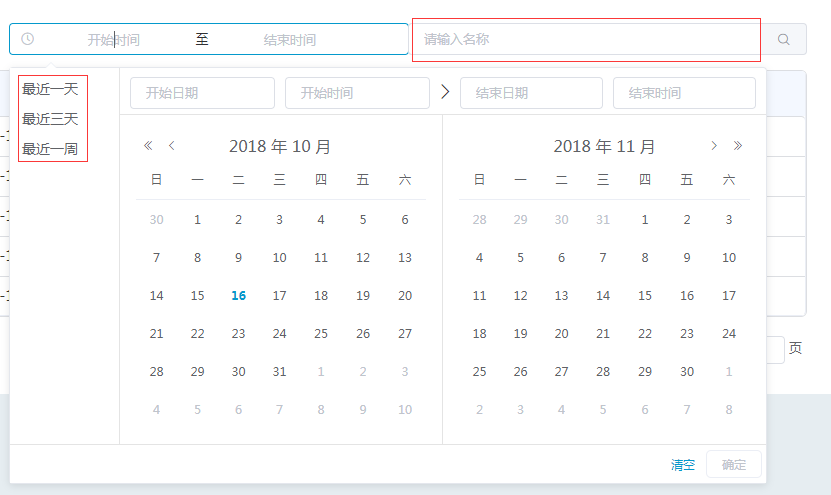 开始时间 至 结束时间 请输入名称
最近一天
最近三天
最近一周
开始日期 开始时间 结束日期 结束时间
2018 年 10 月
日 一 二 三 四 五 六
30 1 2 3 4 5 6
7 8 9 10 11 12 13
14 15 16 17 18 19 20
21 22 23 24 25 26 27
28 29 30 31 1 2 3
4 5 6 7 8 9 10
2018 年 11 月
日 一 二 三 四 五 六
28 29 30 31 1 2 3
4 5 6 7 8 9 10
11 12 13 14 15 16 17
18 19 20 21 22 23 24
25 26 27 28 29 30 1
2 3 4 5 6 7 8
页
清空 确定